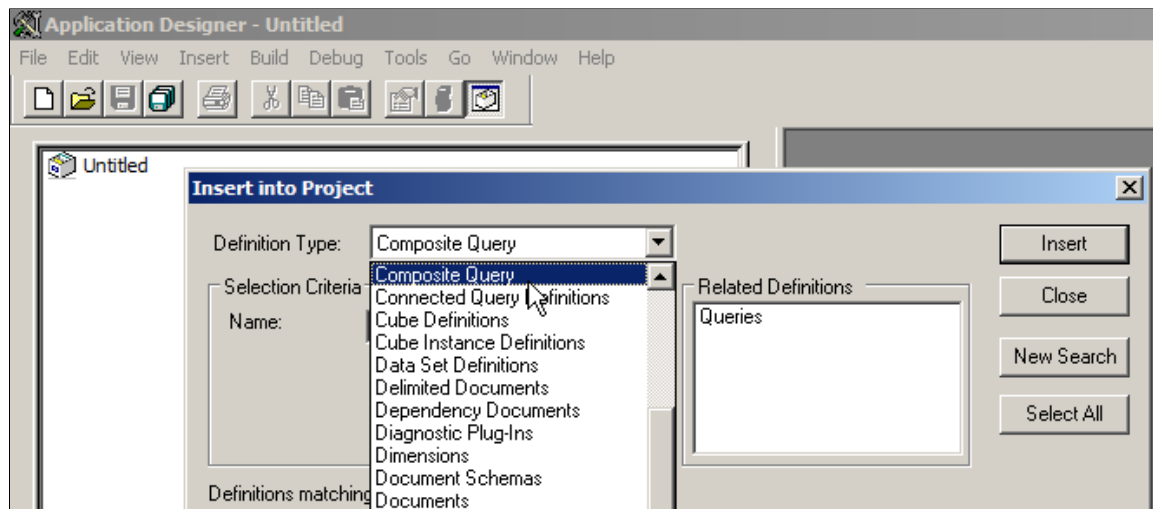 Application Designer - Untitled
File Edit View Insert Build Debug Tools Go Window Help
Untitled
Insert into Project
Definition Type: Composite Query
Insert
Composite Query
Selection Criteria
Connected Query Definitions
Related Definitions
Close
Name:
Cube Definitions
Queries
Cube Instance Definitions
New Search
Data Set Definitions
Delimited Documents
Dependency Documents
Select All
Diagnostic Plug-Ins
Dimensions
Document Schemas
Definitions matching
Documents